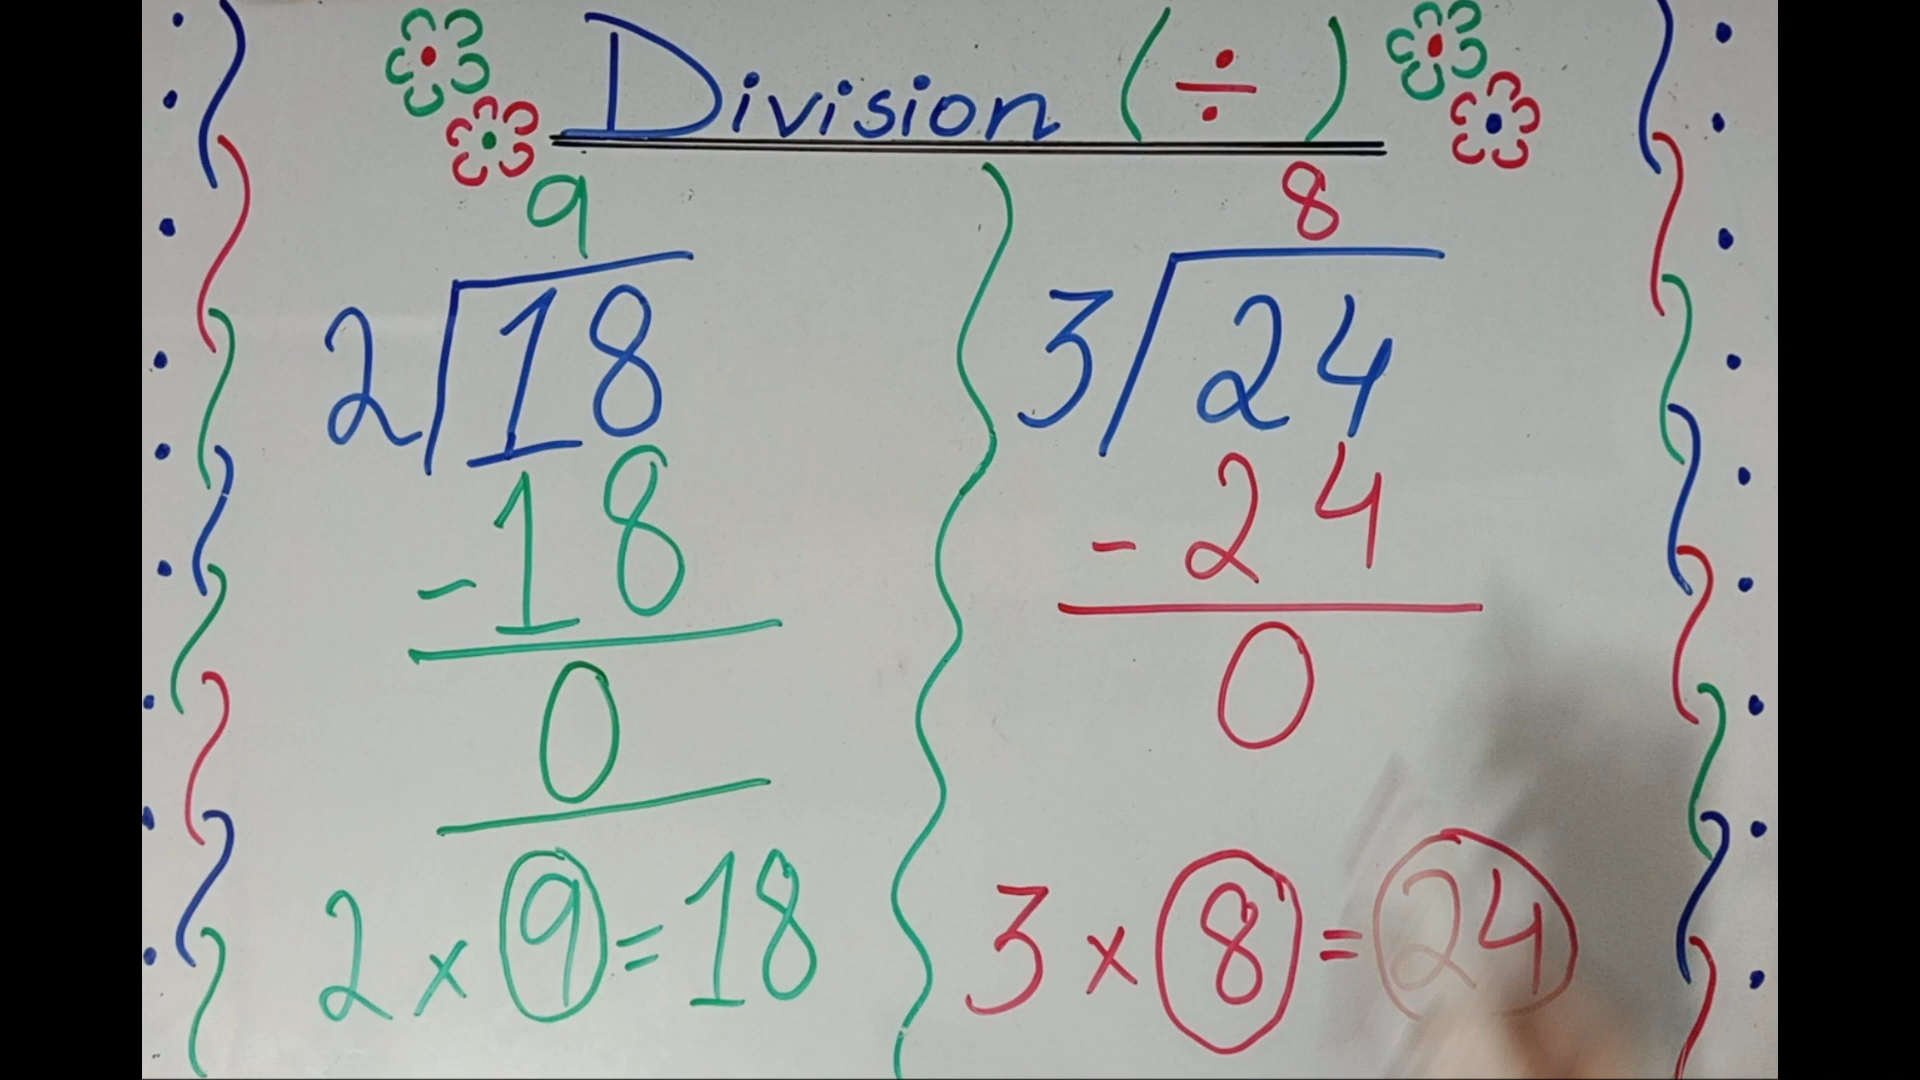 Division (÷)
9
2 18
- 18
0
2 × 9 = 18
8
3 24
- 24
0
3 × 8 = 24